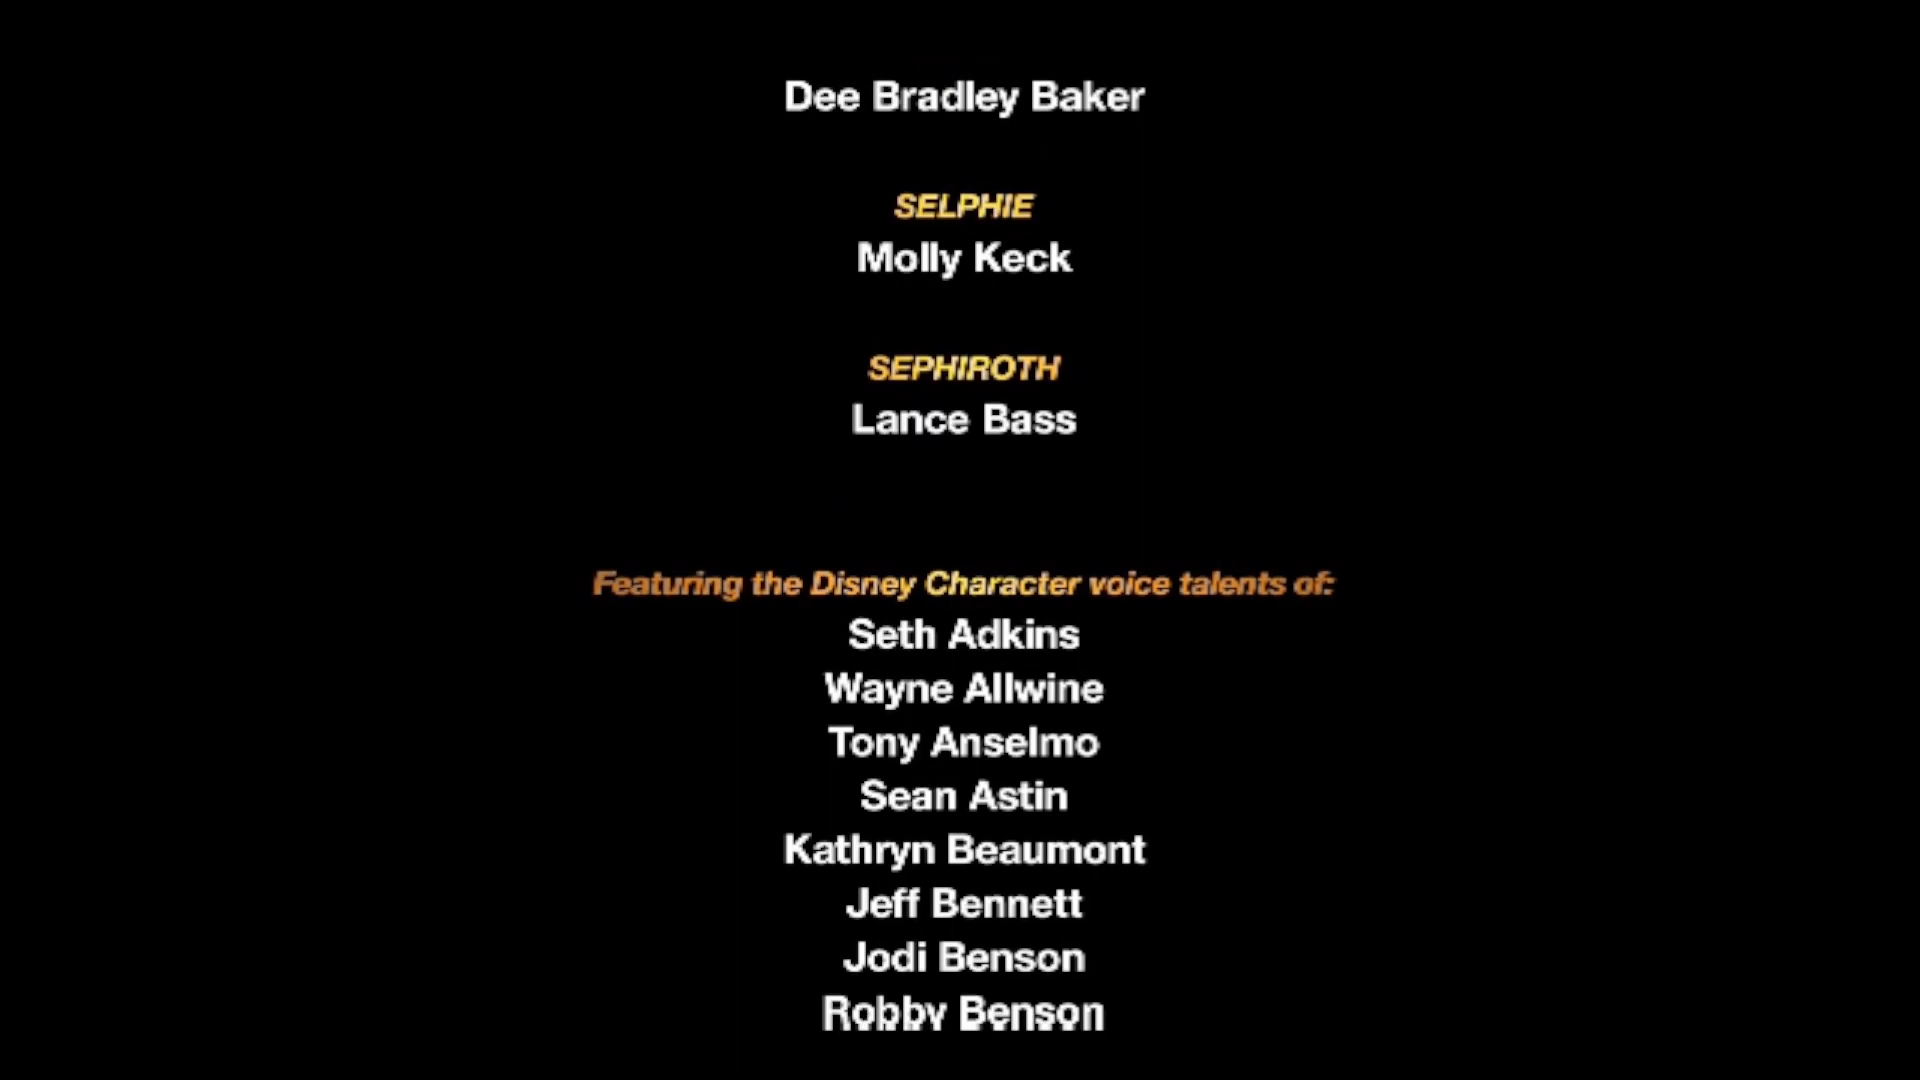 Dee Bradley Baker
SELPHIE
Molly Keck
SEPHIROTH
Lance Bass
Featuring the Disney Character voice talents of:
Seth Adkins
Wayne Allwine
Tony Anselmo
Sean Astin
Kathryn Beaumont
Jeff Bennett
Jodi Benson
Robby Benson